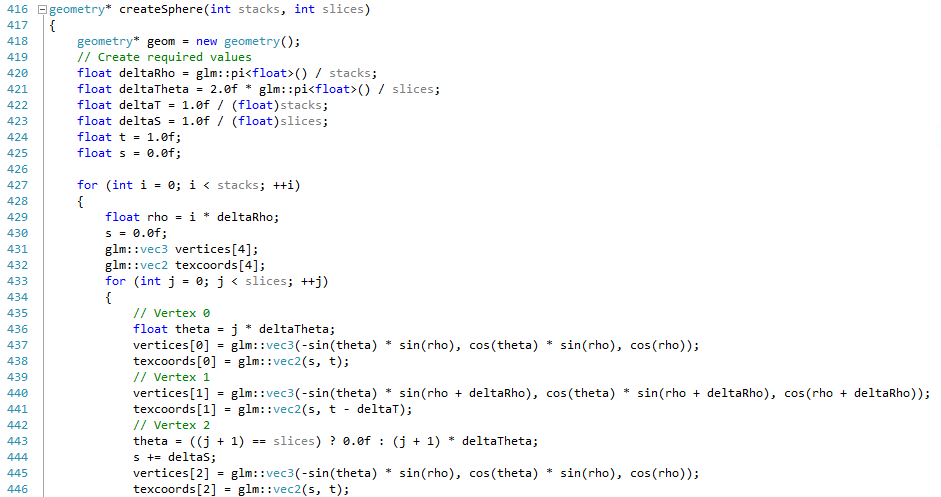 416 geometry* createSphere(int stacks, int slices)
417 {
418     geometry* geom = new geometry();
419     // Create required values
420     float deltaRho = glm::pi<float>() / stacks;
421     float deltaTheta = 2.0f * glm::pi<float>() / slices;
422     float deltaT = 1.0f / (float)stacks;
423     float deltaS = 1.0f / (float)slices;
424     float t = 1.0f;
425     float s = 0.0f;
426
427     for (int i = 0; i < stacks; ++i)
428     {
429         float rho = i * deltaRho;
430         s = 0.0f;
431         glm::vec3 vertices[4];
432         glm::vec2 texcoords[4];
433         for (int j = 0; j < slices; ++j)
434         {
435             // Vertex 0
436             float theta = j * deltaTheta;
437             vertices[0] = glm::vec3(-sin(theta) * sin(rho), cos(theta) * sin(rho), cos(rho));
438             texcoords[0] = glm::vec2(s, t);
439             // Vertex 1
440             vertices[1] = glm::vec3(-sin(theta) * sin(rho + deltaRho), cos(theta) * sin(rho + deltaRho), cos(rho + deltaRho));
441             texcoords[1] = glm::vec2(s, t - deltaT);
442             // Vertex 2
443             theta = ((j + 1) == slices) ? 0.0f : (j + 1) * deltaTheta;
444             s += deltaS;
445             vertices[2] = glm::vec3(-sin(theta) * sin(rho), cos(theta) * sin(rho), cos(rho));
446             texcoords[2] = glm::vec2(s, t);